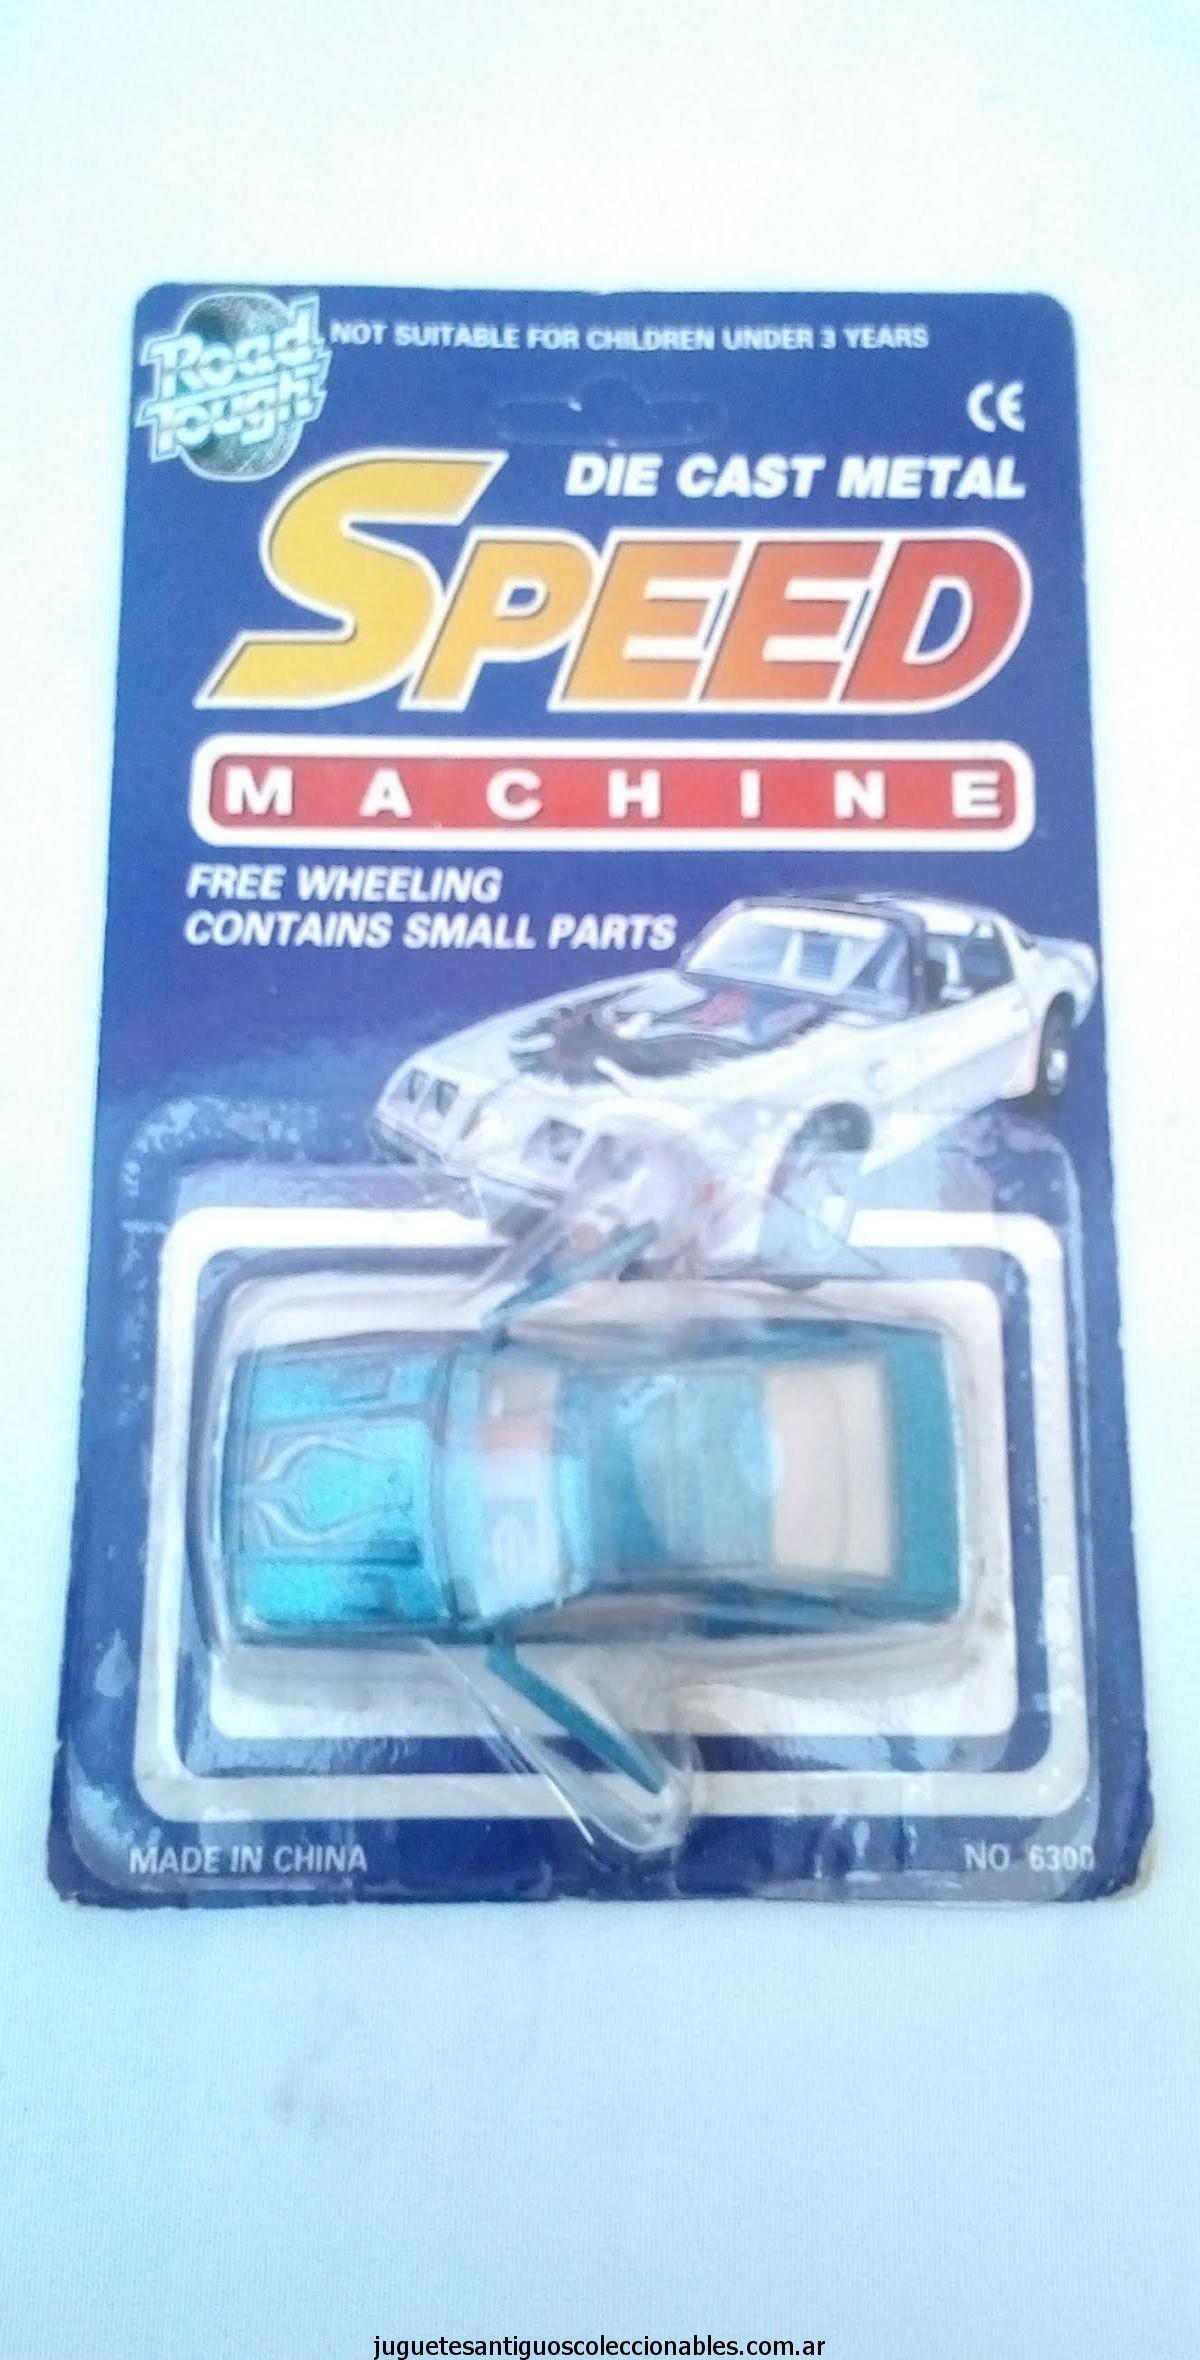 Road
Tough
NOT SUITABLE FOR CHILDREN UNDER 3 YEARS
CE
DIE CAST METAL
SPEED
MACHINE
FREE WHEELING
CONTAINS SMALL PARTS
MADE IN CHINA
NO. 6300
juguetesantiguoscoleccionables.com.ar